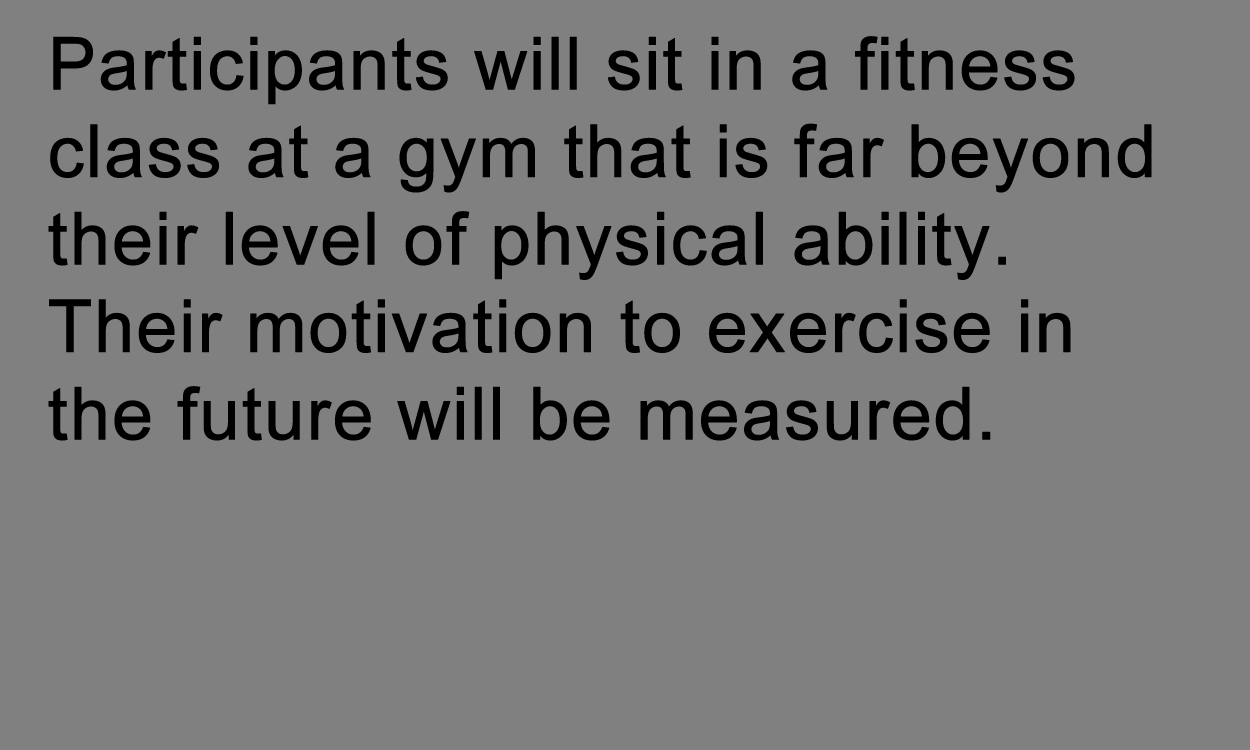 Participants will sit in a fitness
class at a gym that is far beyond
their level of physical ability.
Their motivation to exercise in
the future will be measured.